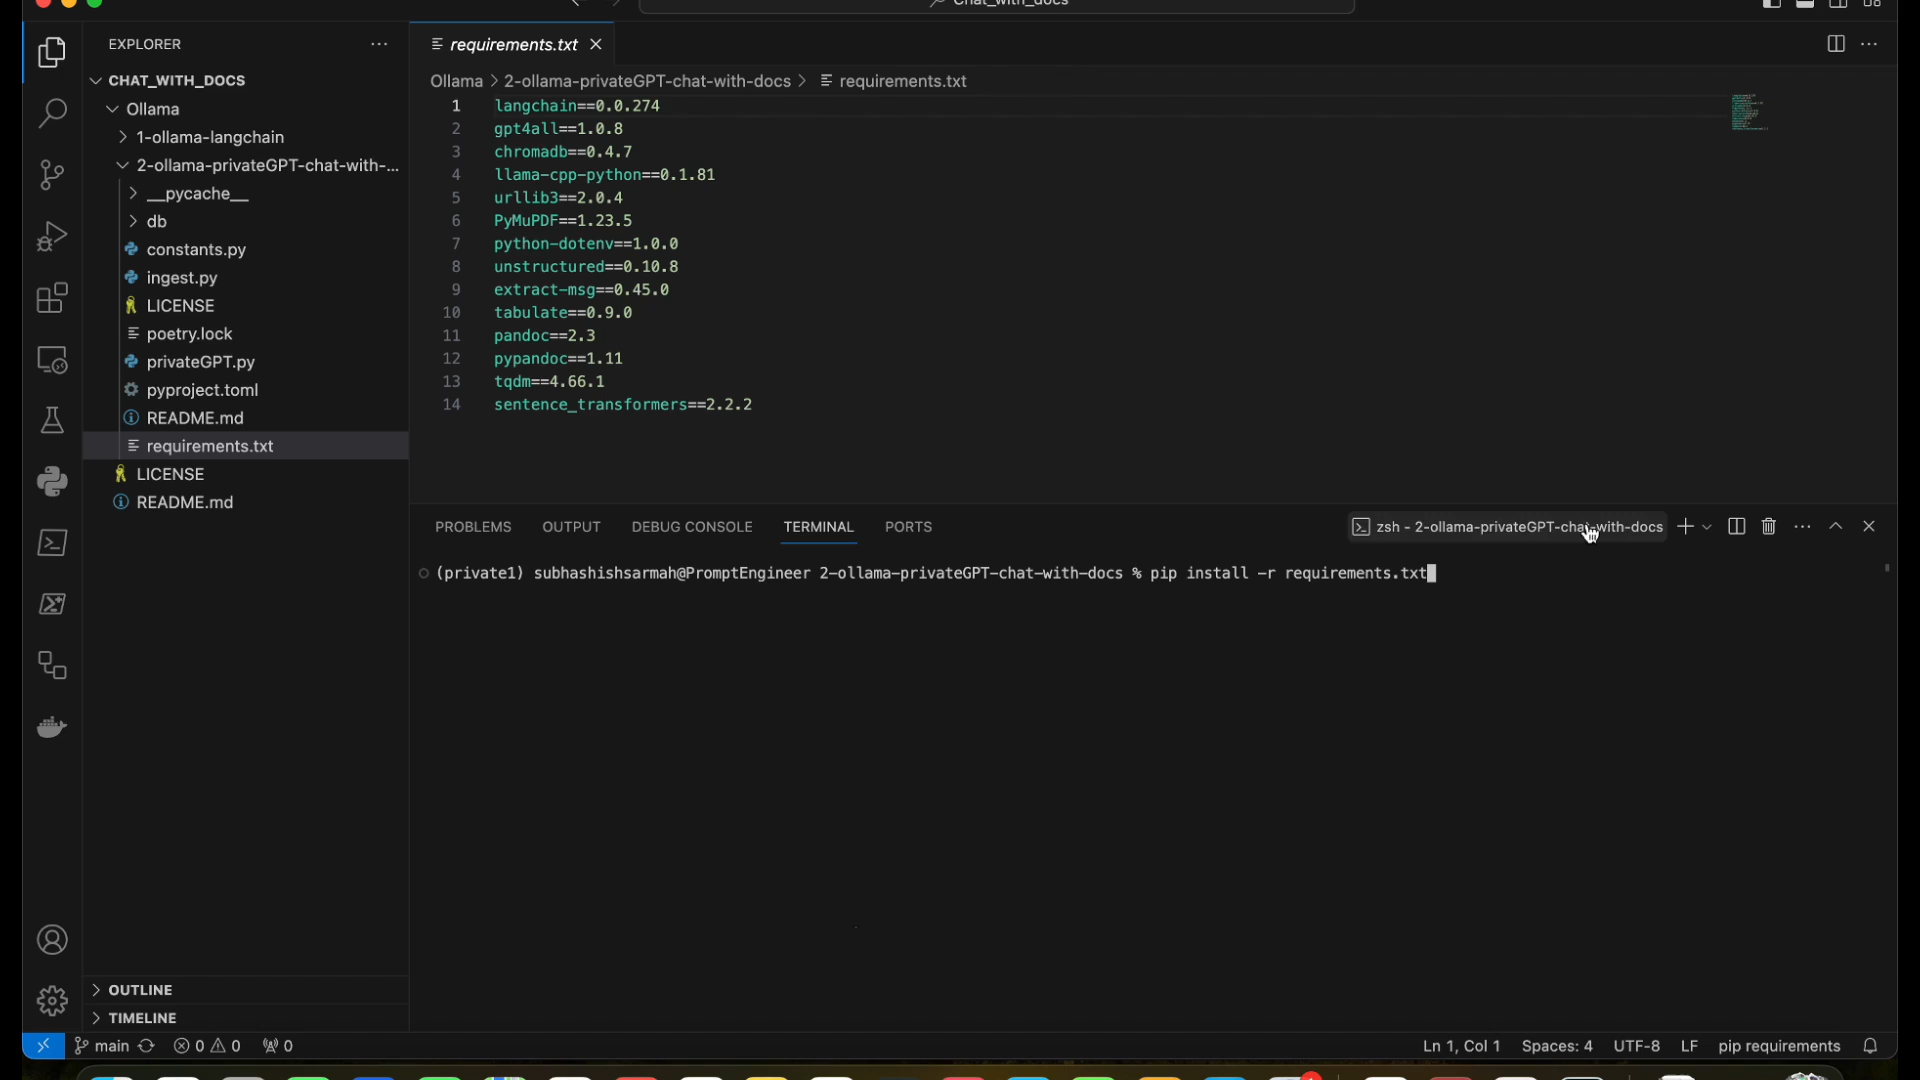 Chat_with_docs
EXPLORER
CHAT_WITH_DOCS
Ollama
1-ollama-langchain
2-ollama-privateGPT-chat-with-...
__pycache__
db
constants.py
ingest.py
LICENSE
poetry.lock
privateGPT.py
pyproject.toml
README.md
requirements.txt
LICENSE
README.md
OUTLINE
TIMELINE
requirements.txt
Ollama > 2-ollama-privateGPT-chat-with-docs > requirements.txt
1 langchain==0.0.274
2 gpt4all==1.0.8
3 chromadb==0.4.7
4 llama-cpp-python==0.1.81
5 urllib3==2.0.4
6 PyMuPDF==1.23.5
7 python-dotenv==1.0.0
8 unstructured==0.10.8
9 extract-msg==0.45.0
10 tabulate==0.9.0
11 pandoc==2.3
12 pypandoc==1.11
13 tqdm==4.66.1
14 sentence_transformers==2.2.2
PROBLEMS OUTPUT DEBUG CONSOLE TERMINAL PORTS zsh - 2-ollama-privateGPT-chat-with-docs
(private1) subhashishsarmah@PromptEngineer 2-ollama-privateGPT-chat-with-docs % pip install -r requirements.txt
main 0 0 0 Ln 1, Col 1 Spaces: 4 UTF-8 LF pip requirements